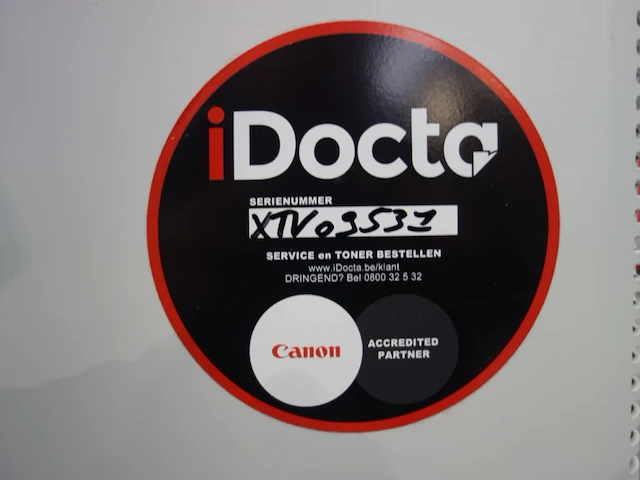 iDocta
SERIENUMMER
XTV09531
SERVICE en TONER BESTELLEN
www.iDocta.be/klant
DRINGEND? Bel 0800 32 5 32
Canon
ACCREDITED
PARTNER